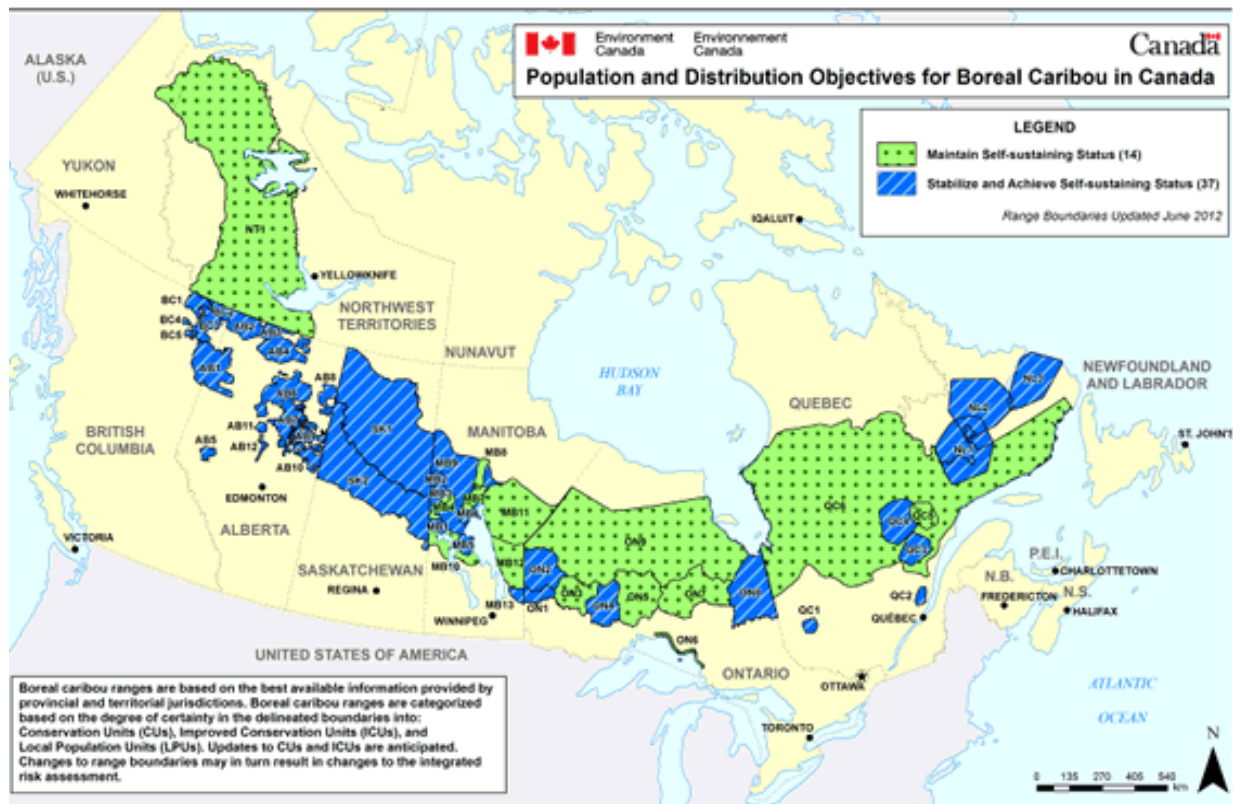 Environment Canada
Environnement Canada
Canada
Population and Distribution Objectives for Boreal Caribou in Canada
LEGEND
Maintain Self-sustaining Status (14)
Stabilize and Achieve Self-sustaining Status (37)
Range Boundaries Updated June 2012
ALASKA
(U.S.)
YUKON
WHITEHORSE
IQALUIT
NT1
YELLOWKNIFE
NORTHWEST
TERRITORIES
NUNAVUT
BC1
BC4
BC5
AB2
AB4
AB1
AB8
AB11
AB12
AB5
AB10
HUDSON
BAY
BRITISH
COLUMBIA
EDMONTON
ALBERTA
VICTORIA
SK1
SK2
MANITOBA
MB8
MB9
MB11
MB12
MB10
MB13
SASKATCHEWAN
REGINA
WINNIPEG
ON1
ON2
ON4
ON5
ON9
ON6
QUEBEC
NL2
NL1
QC6
QC4
QC3
QC2
QC1
NEWFOUNDLAND
AND LABRADOR
ST. JOHN'S
P.E.I.
CHARLOTTETOWN
N.B.
FREDERICTON
N.S.
HALIFAX
QUÉBEC
UNITED STATES OF AMERICA
ONTARIO
OTTAWA
TORONTO
ATLANTIC
OCEAN
Boreal caribou ranges are based on the best available information provided by
provincial and territorial jurisdictions. Boreal caribou ranges are categorized
based on the degree of certainty in the delineated boundaries into:
Conservation Units (CUs), Improved Conservation Units (ICUs), and
Local Population Units (LPUs). Updates to CUs and ICUs are anticipated.
Changes to range boundaries may in turn result in changes to the integrated
risk assessment.
N
0 135 270 405 540
km